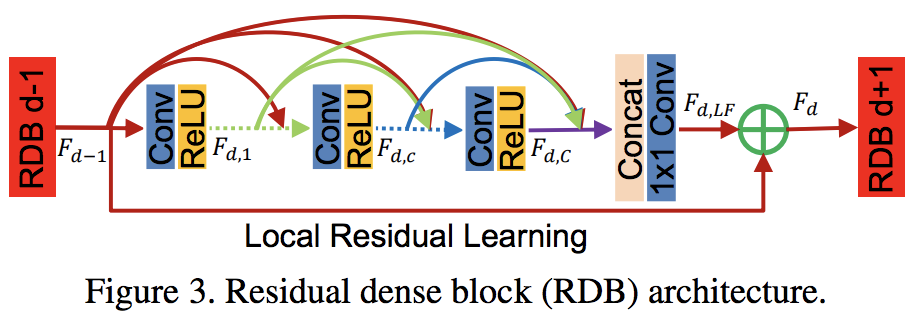 RDB d-1
F_{d-1}
Conv
ReLU
F_{d,1}
Conv
ReLU
F_{d,c}
Conv
ReLU
F_{d,C}
Concat
1x1 Conv
F_{d,LF}
F_d
RDB d+1
Local Residual Learning
Figure 3. Residual dense block (RDB) architecture.